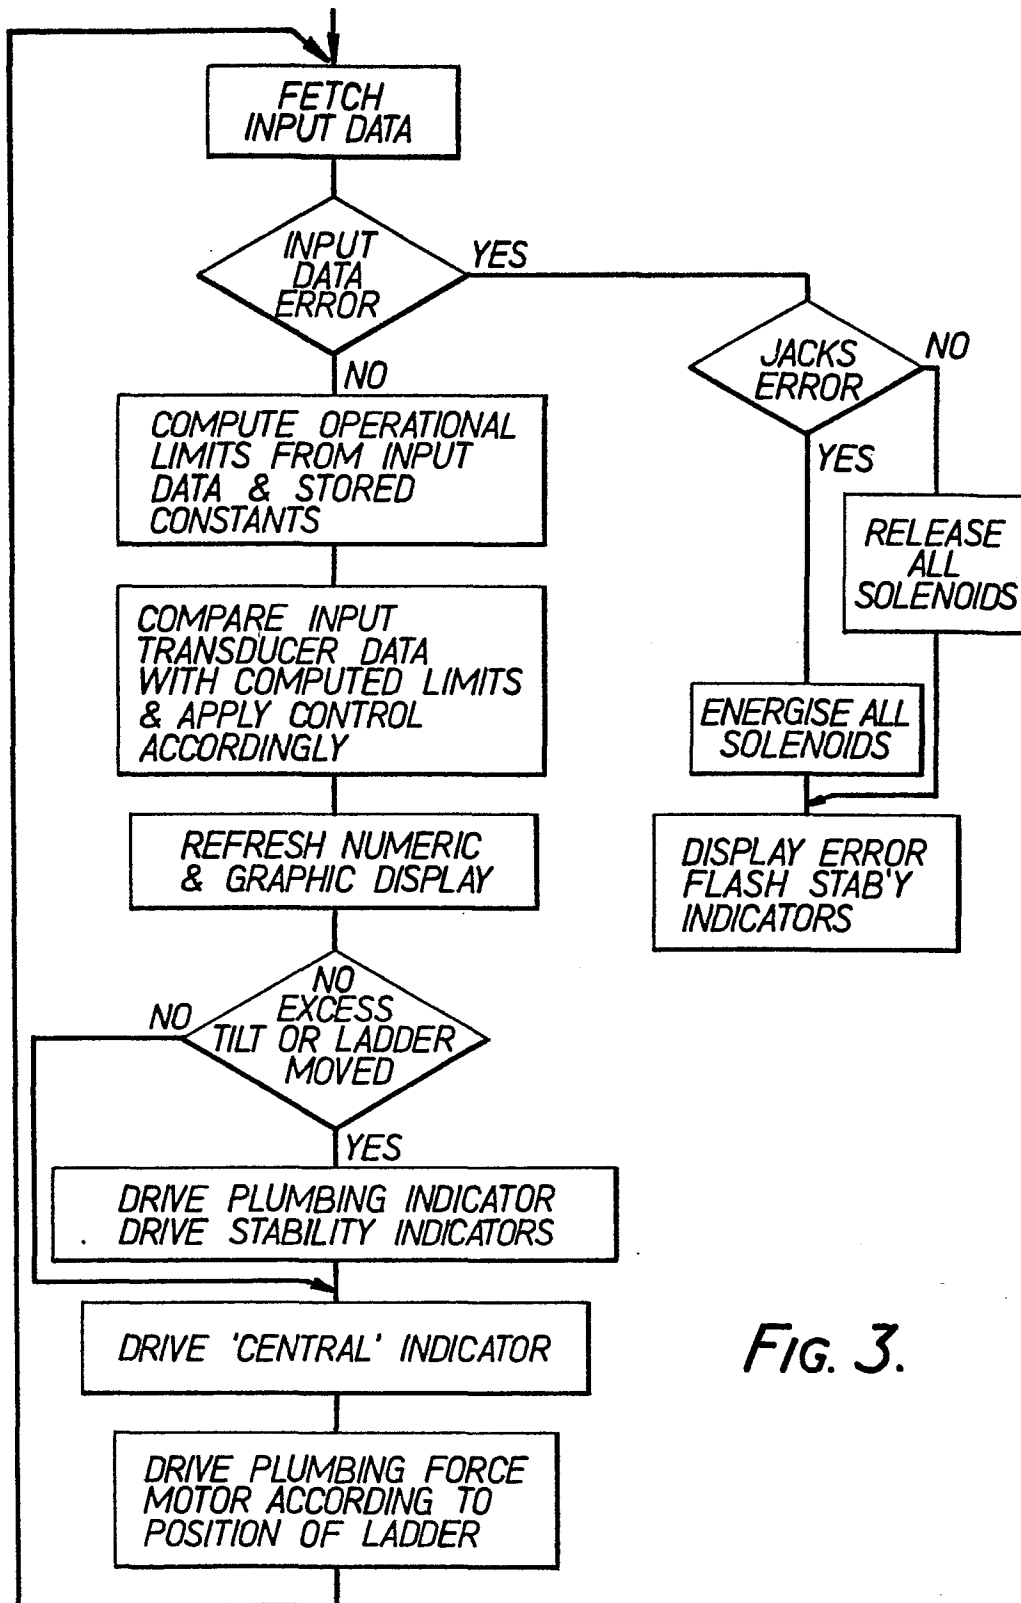 FETCH
INPUT DATA
INPUT
DATA
ERROR
YES
NO
JACKS
ERROR
NO
YES
COMPUTE OPERATIONAL
LIMITS FROM INPUT
DATA & STORED
CONSTANTS
RELEASE
ALL
SOLENOIDS
COMPARE INPUT
TRANSDUCER DATA
WITH COMPUTED LIMITS
& APPLY CONTROL
ACCORDINGLY
ENERGISE ALL
SOLENOIDS
REFRESH NUMERIC
& GRAPHIC DISPLAY
DISPLAY ERROR
FLASH STAB'Y
INDICATORS
NO
EXCESS
TILT OR LADDER
MOVED
NO
YES
DRIVE PLUMBING INDICATOR
DRIVE STABILITY INDICATORS
DRIVE 'CENTRAL' INDICATOR
DRIVE PLUMBING FORCE
MOTOR ACCORDING TO
POSITION OF LADDER
FIG. 3.